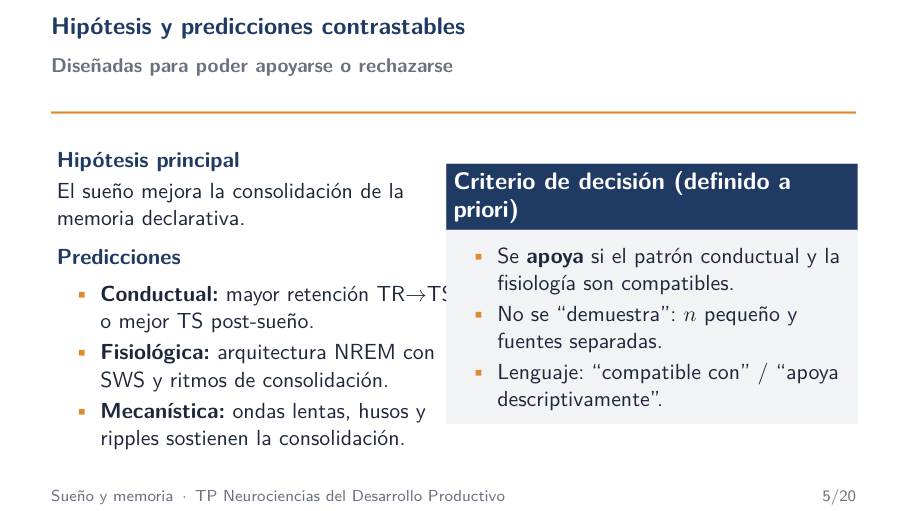 Hipótesis y predicciones contrastables
Diseñadas para poder apoyarse o rechazarse
Hipótesis principal
El sueño mejora la consolidación de la
memoria declarativa.
Predicciones
▪ Conductual: mayor retención TR→TS
o mejor TS post-sueño.
▪ Fisiológica: arquitectura NREM con
SWS y ritmos de consolidación.
▪ Mecanística: ondas lentas, husos y
ripples sostienen la consolidación.
Criterio de decisión (definido a
priori)
▪ Se apoya si el patrón conductual y la
fisiología son compatibles.
▪ No se “demuestra”: n pequeño y
fuentes separadas.
▪ Lenguaje: “compatible con” / “apoya
descriptivamente”.
Sueño y memoria · TP Neurociencias del Desarrollo Productivo
5/20